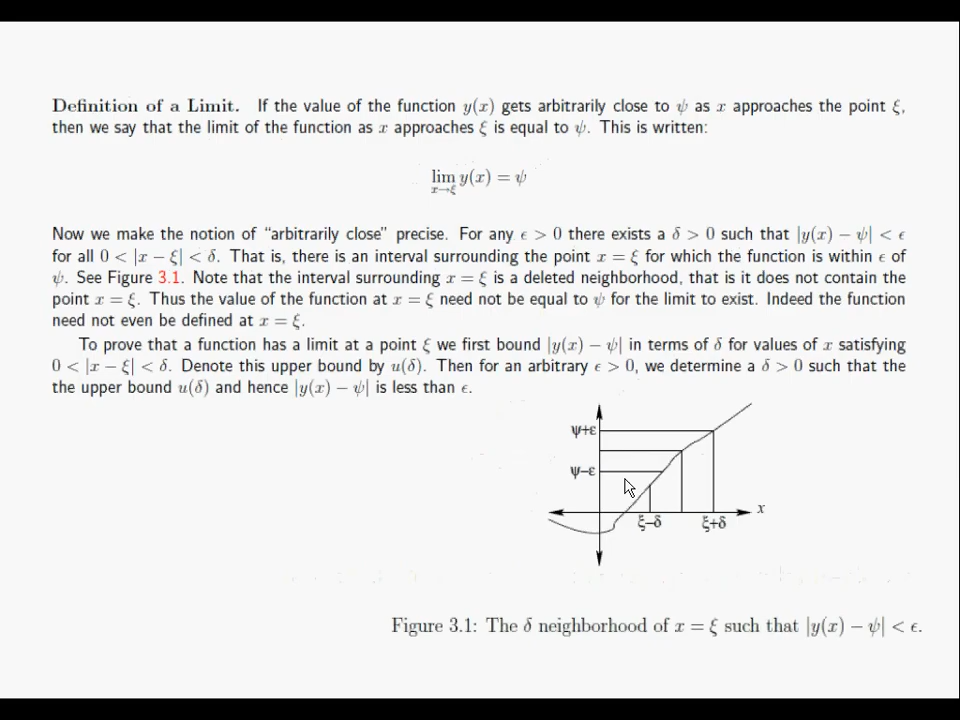 Definition of a Limit. If the value of the function y(x) gets arbitrarily close to ψ as x approaches the point ξ,
then we say that the limit of the function as x approaches ξ is equal to ψ. This is written:
lim y(x) = ψ
x→ξ
Now we make the notion of “arbitrarily close” precise. For any ϵ > 0 there exists a δ > 0 such that |y(x) − ψ| < ϵ
for all 0 < |x − ξ| < δ. That is, there is an interval surrounding the point x = ξ for which the function is within ϵ of
ψ. See Figure 3.1. Note that the interval surrounding x = ξ is a deleted neighborhood, that is it does not contain the
point x = ξ. Thus the value of the function at x = ξ need not be equal to ψ for the limit to exist. Indeed the function
need not even be defined at x = ξ.
To prove that a function has a limit at a point ξ we first bound |y(x) − ψ| in terms of δ for values of x satisfying
0 < |x − ξ| < δ. Denote this upper bound by u(δ). Then for an arbitrary ϵ > 0, we determine a δ > 0 such that the
the upper bound u(δ) and hence |y(x) − ψ| is less than ϵ.
ψ+ε
ψ−ε
x
ξ−δ ξ+δ
Figure 3.1: The δ neighborhood of x = ξ such that |y(x) − ψ| < ϵ.